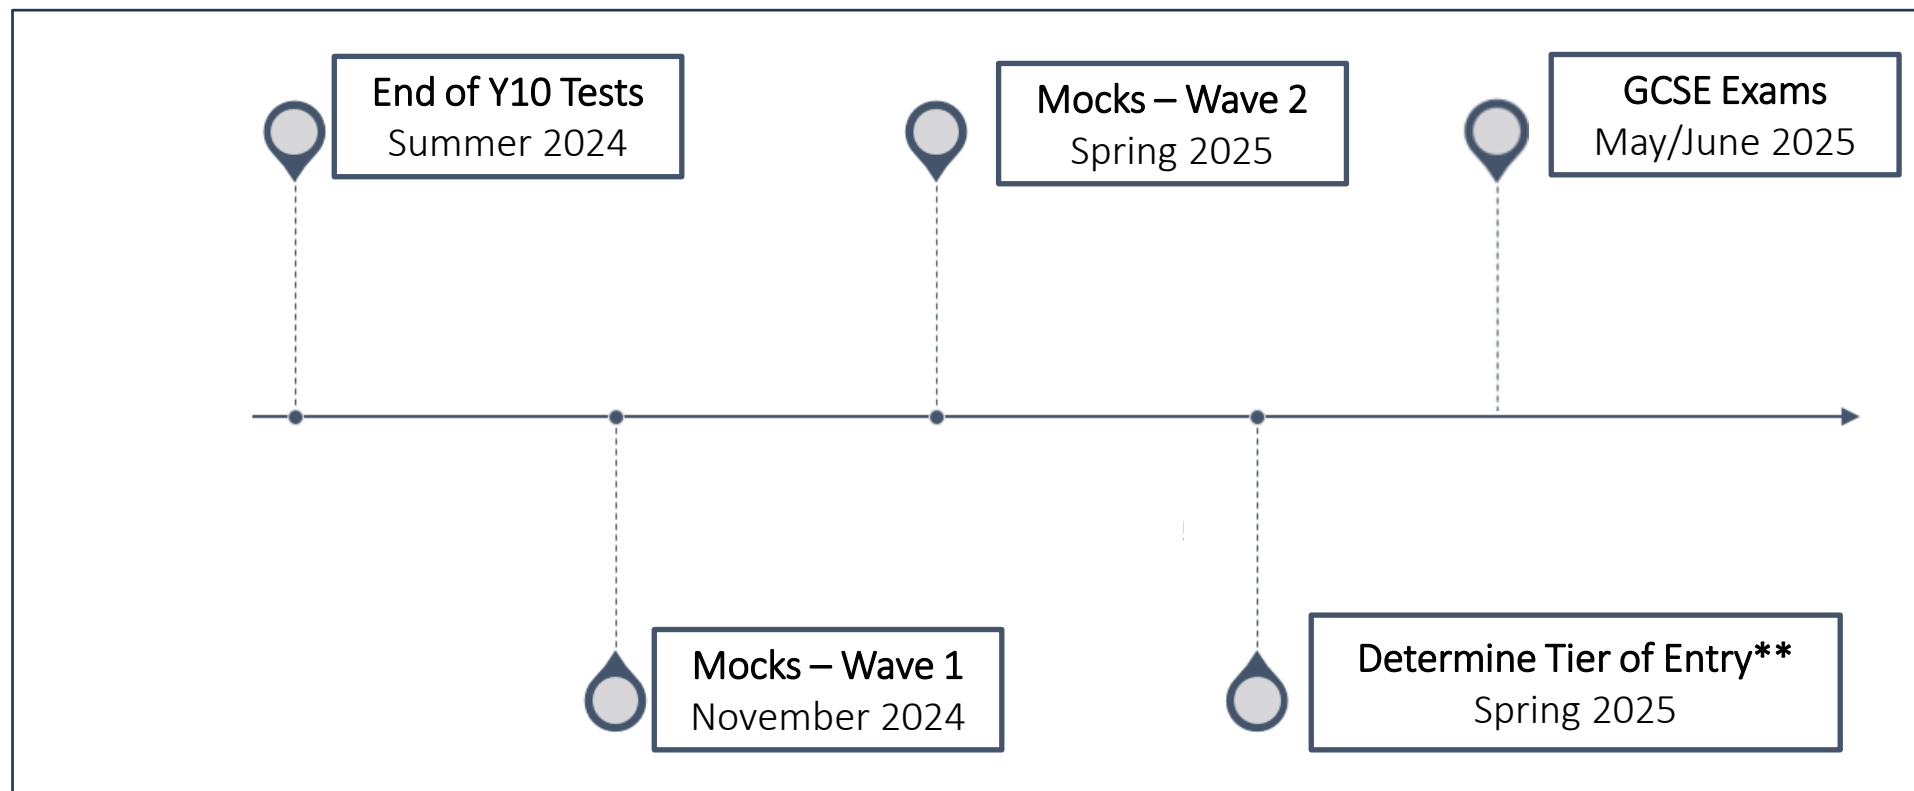 End of Y10 Tests
Summer 2024
Mocks – Wave 2
Spring 2025
GCSE Exams
May/June 2025
Mocks – Wave 1
November 2024
Determine Tier of Entry**
Spring 2025